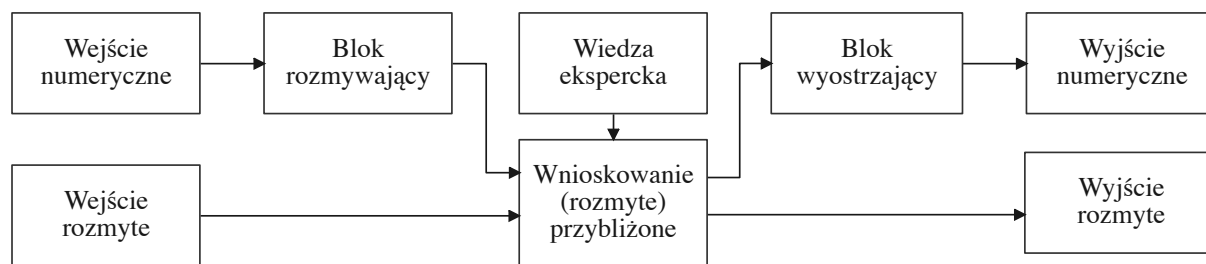 Wejście
numeryczne
Blok
rozmywający
Wiedza
ekspercka
Blok
wyostrzający
Wyjście
numeryczne
Wejście
rozmyte
Wnioskowanie
(rozmyte)
przybliżone
Wyjście
rozmyte